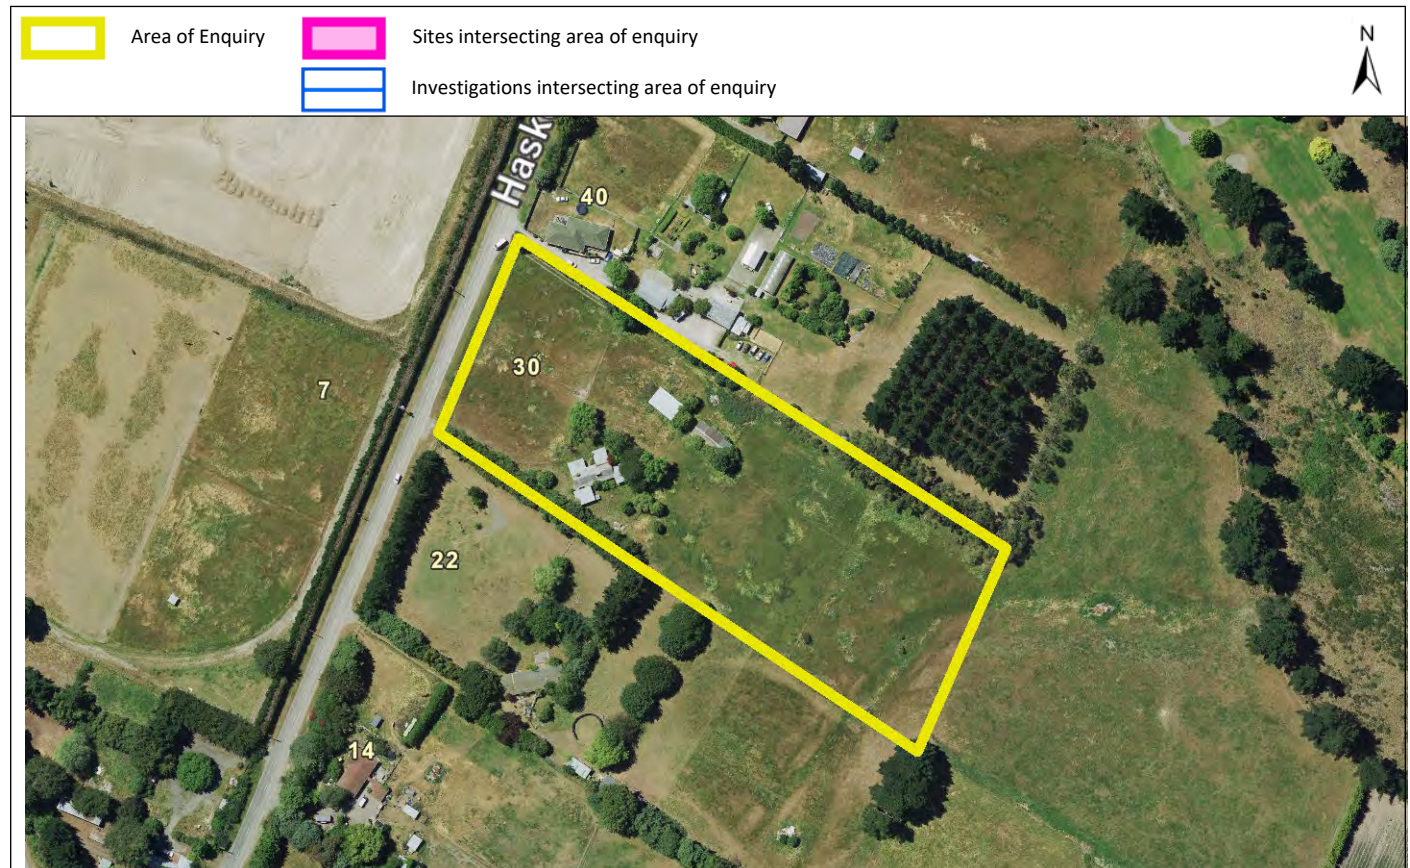 Area of Enquiry
Sites intersecting area of enquiry
N
Investigations intersecting area of enquiry
Hask
40
30
7
22
14